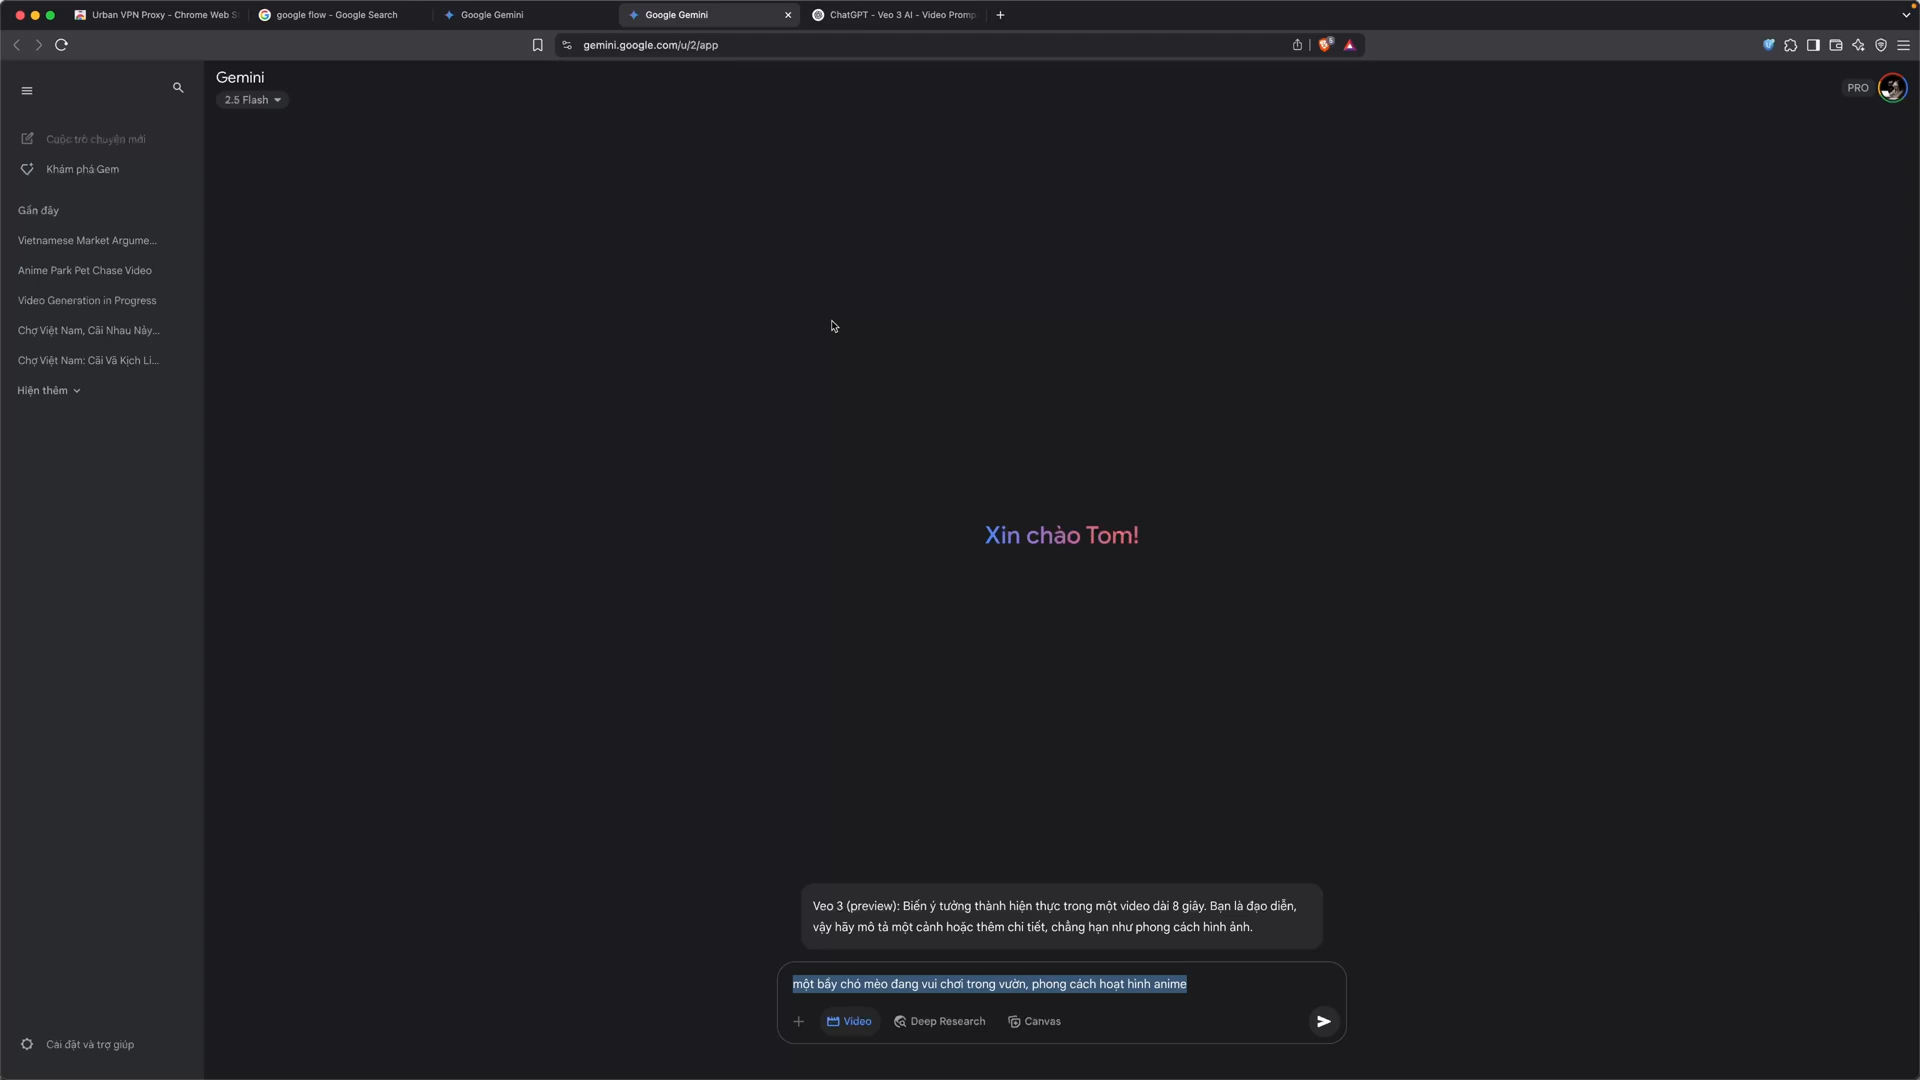 Urban VPN Proxy - Chrome Web S
google flow - Google Search
Google Gemini
Google Gemini
ChatGPT - Veo 3 AI - Video Promp
gemini.google.com/u/2/app
Gemini
2.5 Flash
PRO
Cuộc trò chuyện mới
Khám phá Gem
Gần đây
Vietnamese Market Argume...
Anime Park Pet Chase Video
Video Generation in Progress
Chợ Việt Nam, Cãi Nhau Nảy...
Chợ Việt Nam: Cãi Vã Kịch Li...
Hiện thêm
Xin chào Tom!
Veo 3 (preview): Biến ý tưởng thành hiện thực trong một video dài 8 giây. Bạn là đạo diễn,
vậy hãy mô tả một cảnh hoặc thêm chi tiết, chẳng hạn như phong cách hình ảnh.
một bầy chó mèo đang vui chơi trong vườn, phong cách hoạt hình anime
Video
Deep Research
Canvas
Cài đặt và trợ giúp